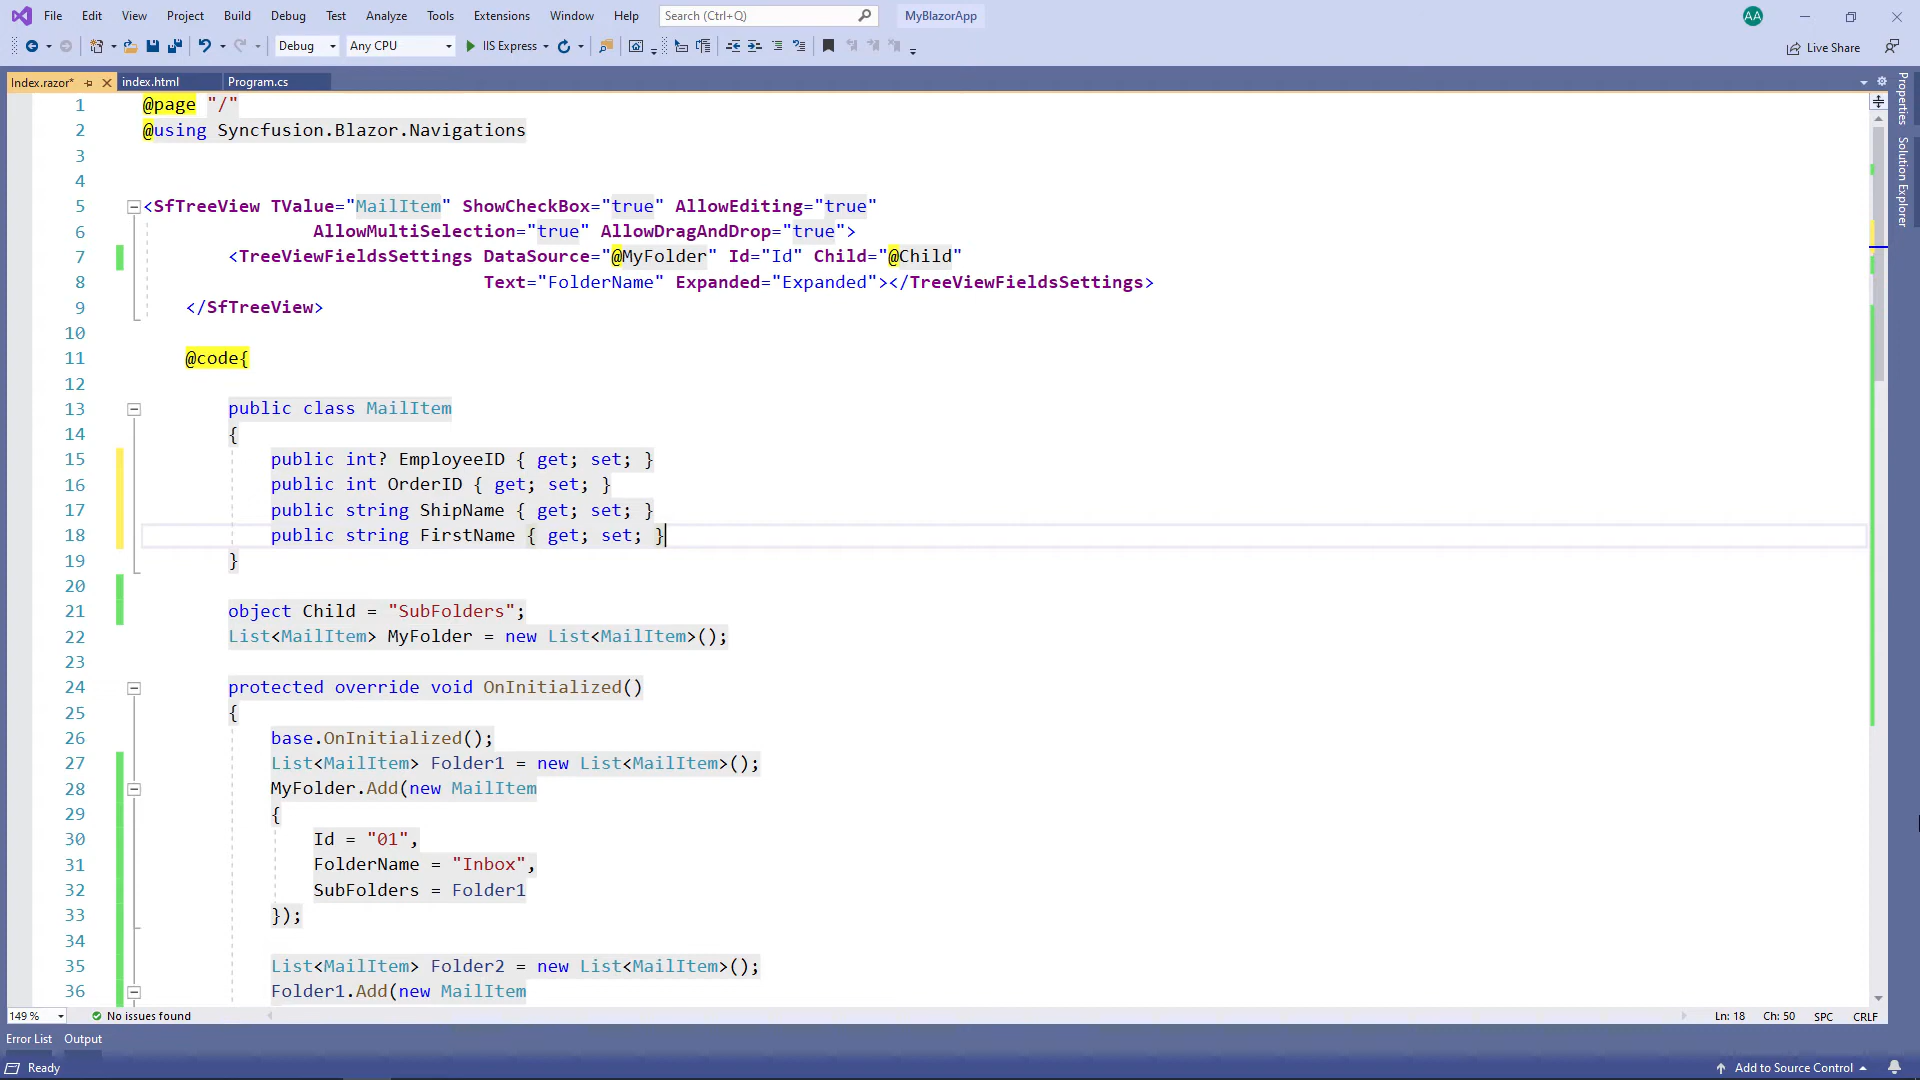 File Edit View Project Build Debug Test Analyze Tools Extensions Window Help Search (Ctrl+Q) MyBlazorApp AA
Debug Any CPU IIS Express Live Share
Index.razor* index.html Program.cs
Properties
Solution Explorer
1 @page "/"
2 @using Syncfusion.Blazor.Navigations
3
4
5 <SfTreeView TValue="MailItem" ShowCheckBox="true" AllowEditing="true"
6 AllowMultiSelection="true" AllowDragAndDrop="true">
7 <TreeViewFieldsSettings DataSource="@MyFolder" Id="Id" Child="@Child"
8 Text="FolderName" Expanded="Expanded"></TreeViewFieldsSettings>
9 </SfTreeView>
10
11 @code{
12
13 public class MailItem
14 {
15 public int? EmployeeID { get; set; }
16 public int OrderID { get; set; }
17 public string ShipName { get; set; }
18 public string FirstName { get; set; }
19 }
20
21 object Child = "SubFolders";
22 List<MailItem> MyFolder = new List<MailItem>();
23
24 protected override void OnInitialized()
25 {
26 base.OnInitialized();
27 List<MailItem> Folder1 = new List<MailItem>();
28 MyFolder.Add(new MailItem
29 {
30 Id = "01",
31 FolderName = "Inbox",
32 SubFolders = Folder1
33 });
34
35 List<MailItem> Folder2 = new List<MailItem>();
36 Folder1.Add(new MailItem
149 % No issues found Ln: 18 Ch: 50 SPC CRLF
Error List Output
Ready Add to Source Control